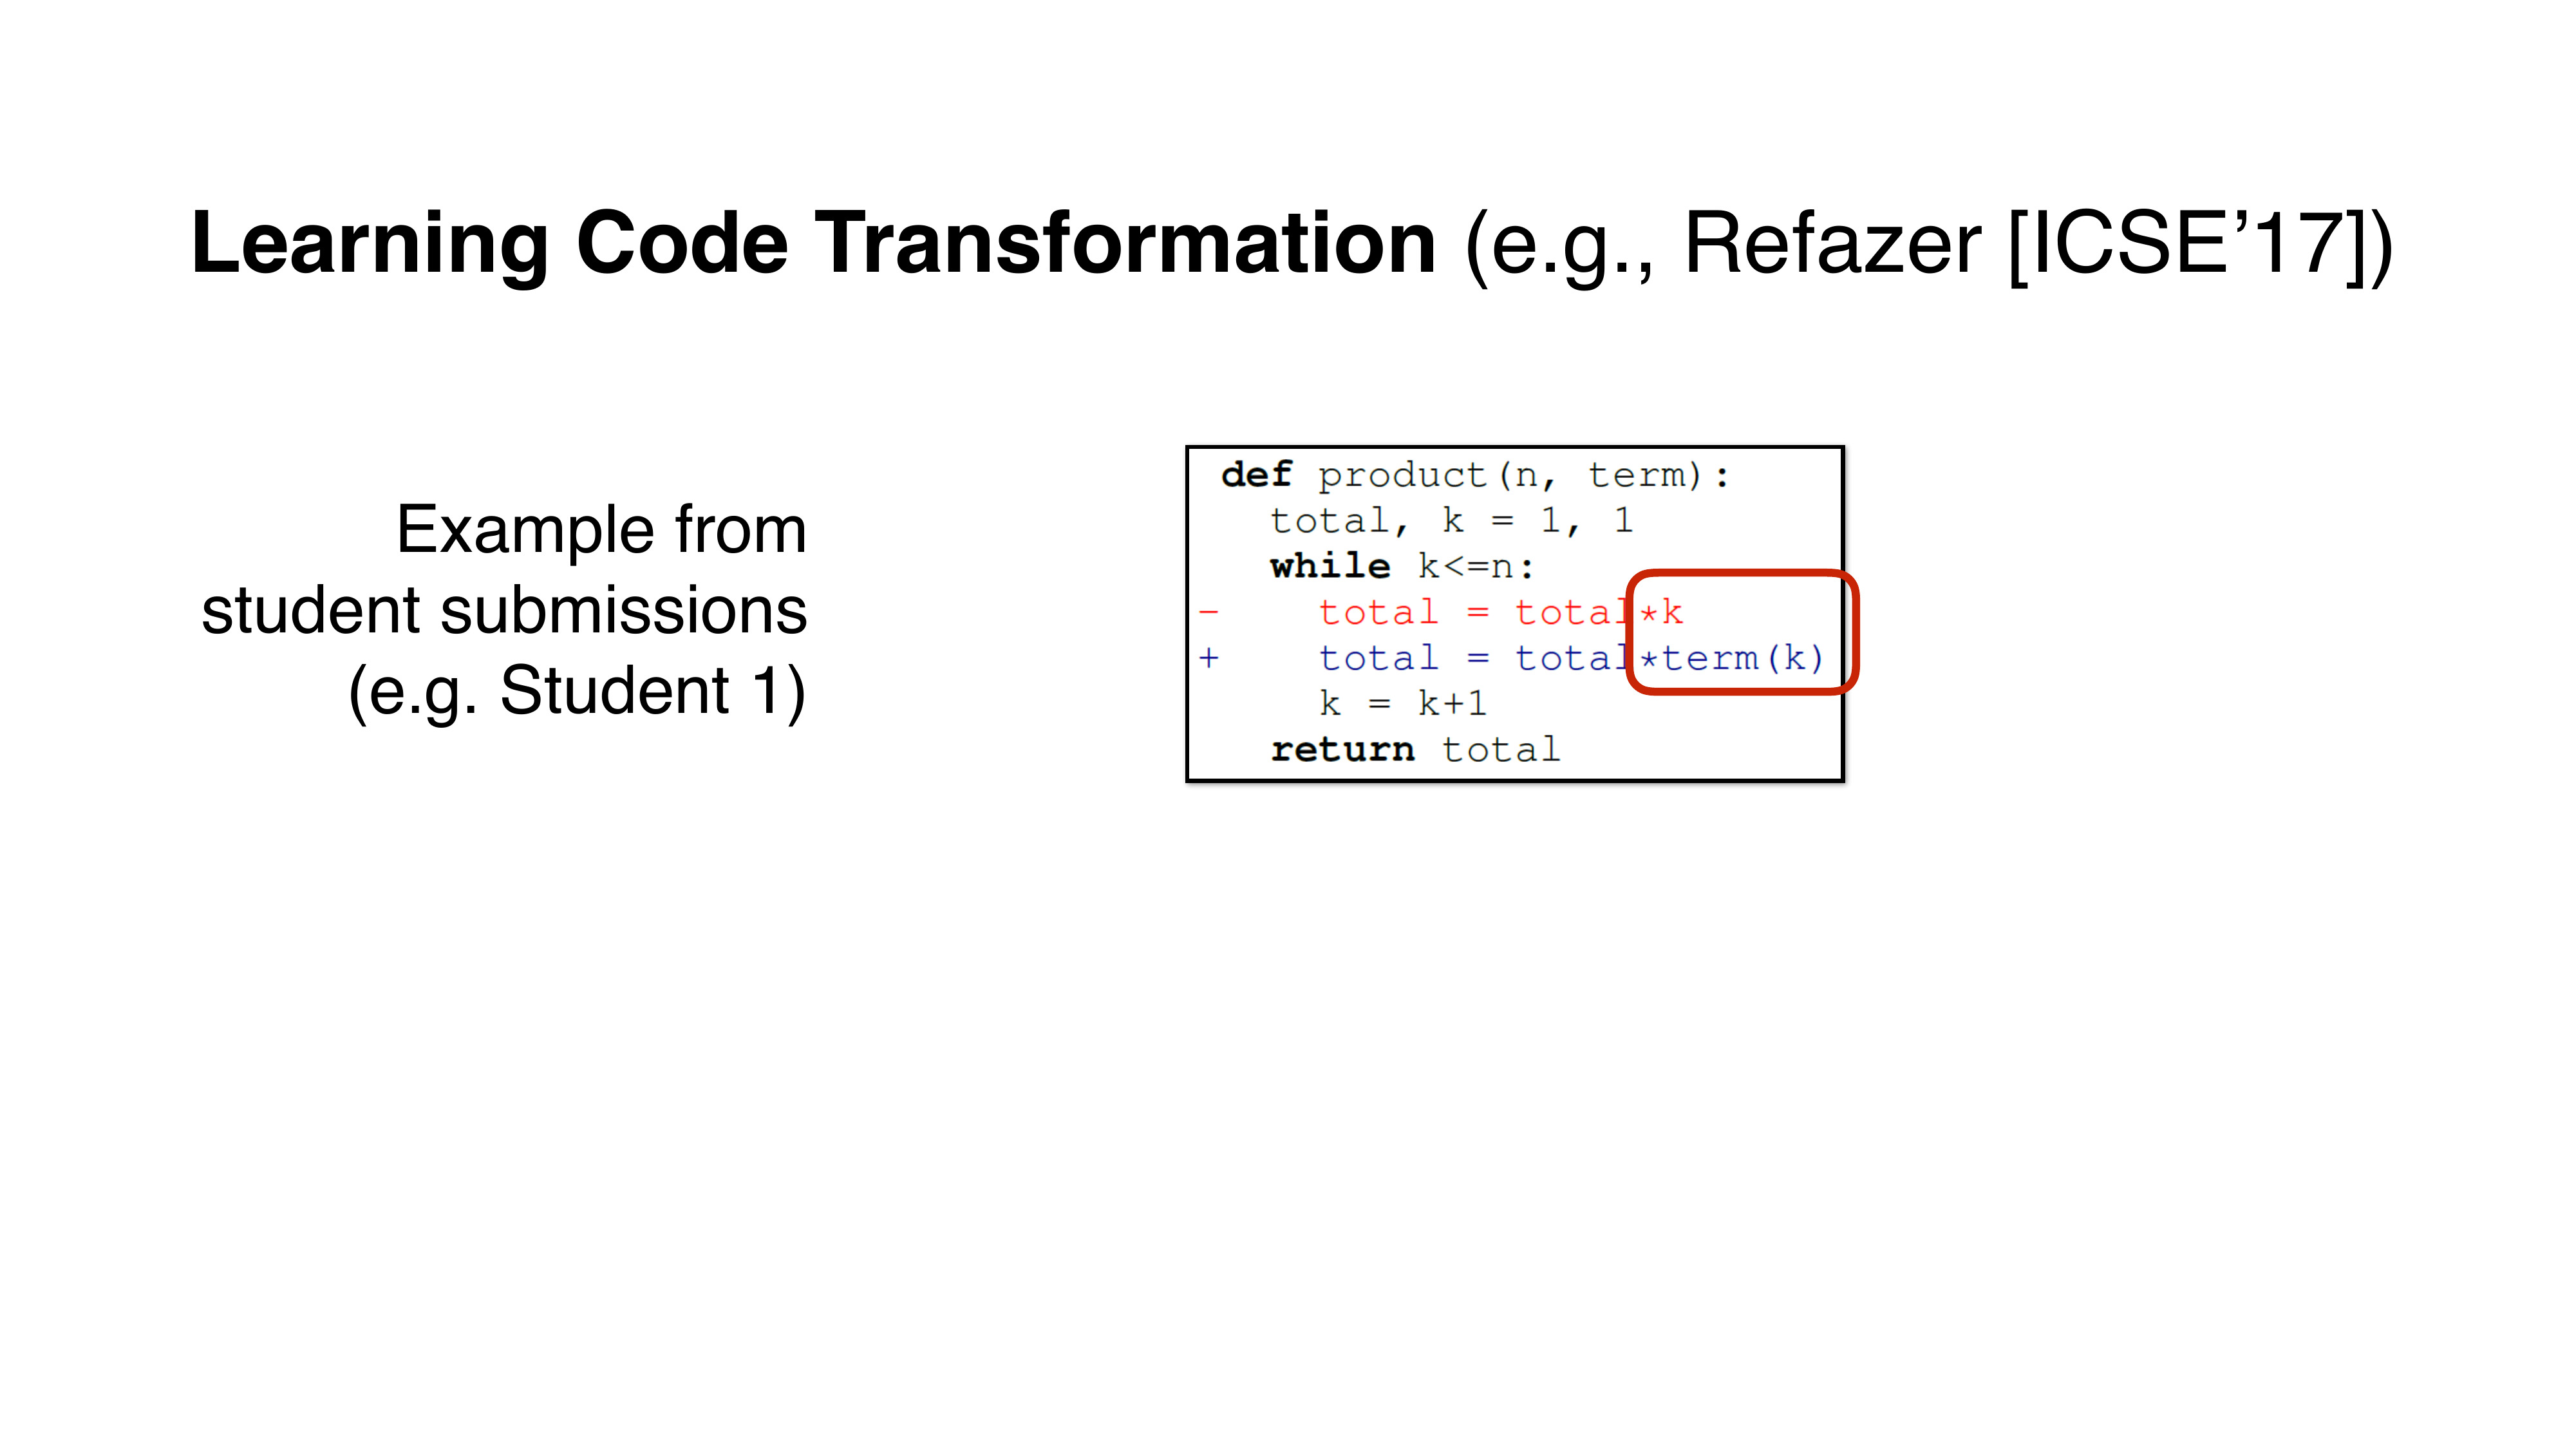 Learning Code Transformation (e.g., Refazer [ICSE’17])
Example from
student submissions
(e.g. Student 1)
def product(n, term):
total, k = 1, 1
while k<=n:
- total = total*k
+ total = total*term(k)
k = k+1
return total